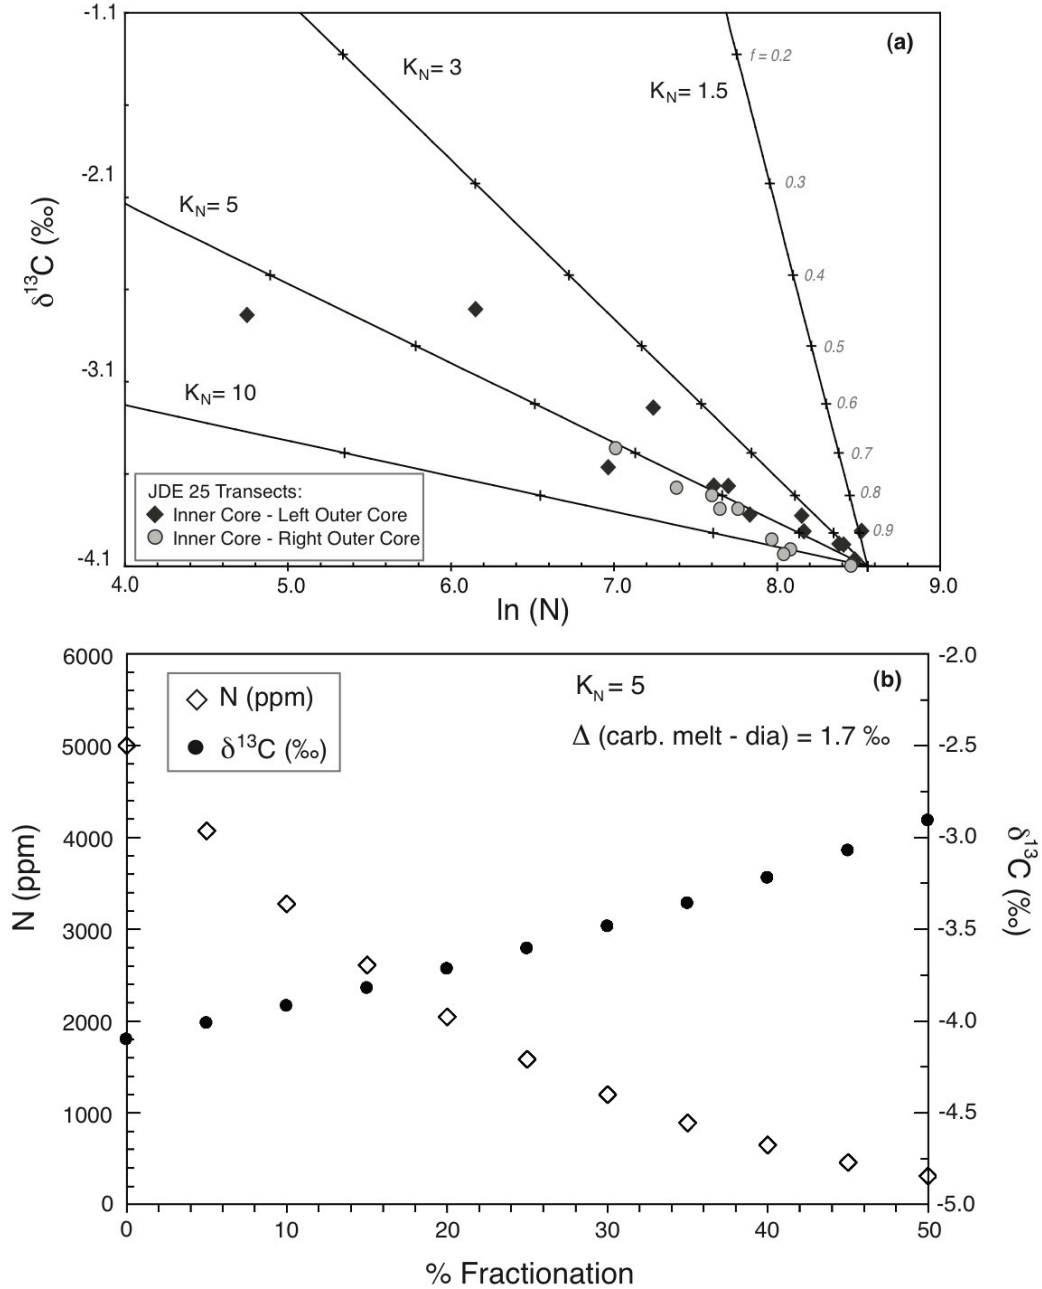 -1.1
(a)
K_N= 3
f = 0.2
K_N= 1.5
-2.1
0.3
K_N= 5
δ¹³C (‰)
0.4
0.5
-3.1
K_N= 10
0.6
0.7
JDE 25 Transects:
0.8
Inner Core - Left Outer Core
0.9
Inner Core - Right Outer Core
-4.1
4.0 5.0 6.0 7.0 8.0 9.0
ln (N)
6000 -2.0
K_N = 5 (b)
N (ppm)
Δ (carb. melt - dia) = 1.7 ‰
δ¹³C (‰)
5000 -2.5
4000 -3.0
N (ppm)
δ¹³C (‰)
3000 -3.5
2000 -4.0
1000 -4.5
0 -5.0
0 10 20 30 40 50
% Fractionation